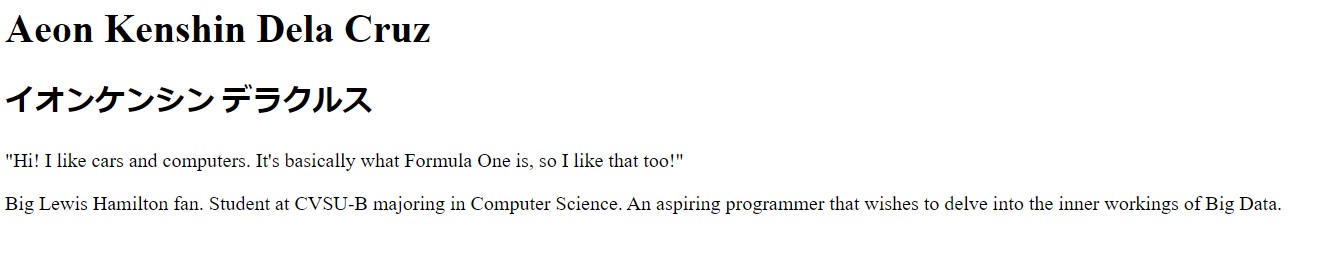 Aeon Kenshin Dela Cruz
イオンケンシン デラクルス
"Hi! I like cars and computers. It's basically what Formula One is, so I like that too!"
Big Lewis Hamilton fan. Student at CVSU-B majoring in Computer Science. An aspiring programmer that wishes to delve into the inner workings of Big Data.